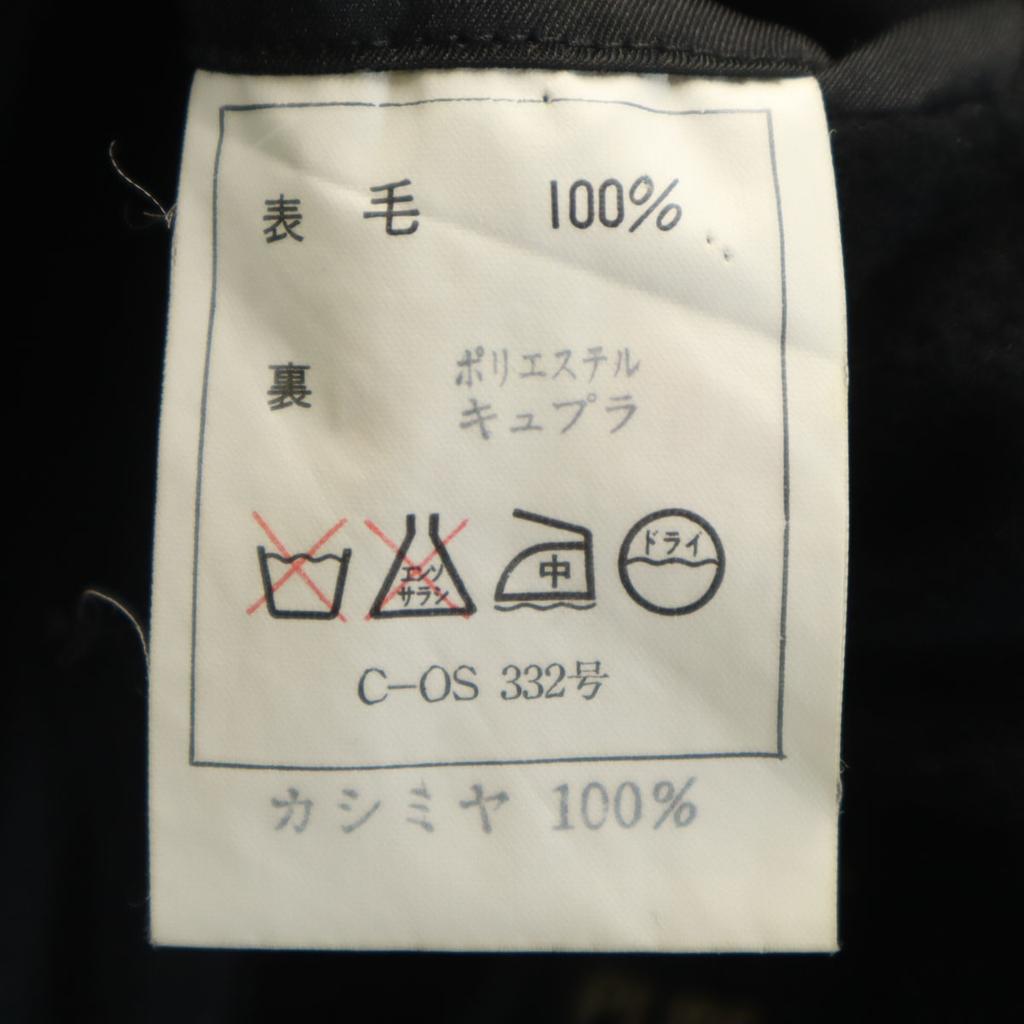 表 毛 100%
裏 ポリエステル
キュプラ
エンソ
サラシ
中
ドライ
C-OS 332号
カシミヤ 100%